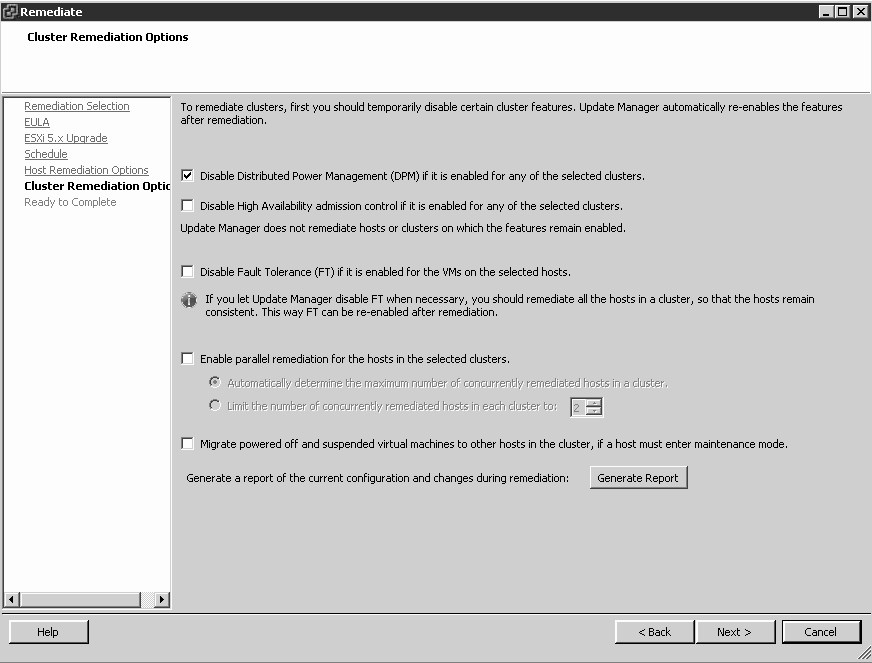 Remediate
Cluster Remediation Options
Remediation Selection
EULA
ESXi 5.x Upgrade
Schedule
Host Remediation Options
Cluster Remediation Optic
Ready to Complete
To remediate clusters, first you should temporarily disable certain cluster features. Update Manager automatically re-enables the features
after remediation.
Disable Distributed Power Management (DPM) if it is enabled for any of the selected clusters.
Disable High Availability admission control if it is enabled for any of the selected clusters.
Update Manager does not remediate hosts or clusters on which the features remain enabled.
Disable Fault Tolerance (FT) if it is enabled for the VMs on the selected hosts.
If you let Update Manager disable FT when necessary, you should remediate all the hosts in a cluster, so that the hosts remain
consistent. This way FT can be re-enabled after remediation.
Enable parallel remediation for the hosts in the selected clusters.
Automatically determine the maximum number of concurrently remediated hosts in a cluster.
Limit the number of concurrently remediated hosts in each cluster to: 2
Migrate powered off and suspended virtual machines to other hosts in the cluster, if a host must enter maintenance mode.
Generate a report of the current configuration and changes during remediation: Generate Report
Help < Back Next > Cancel